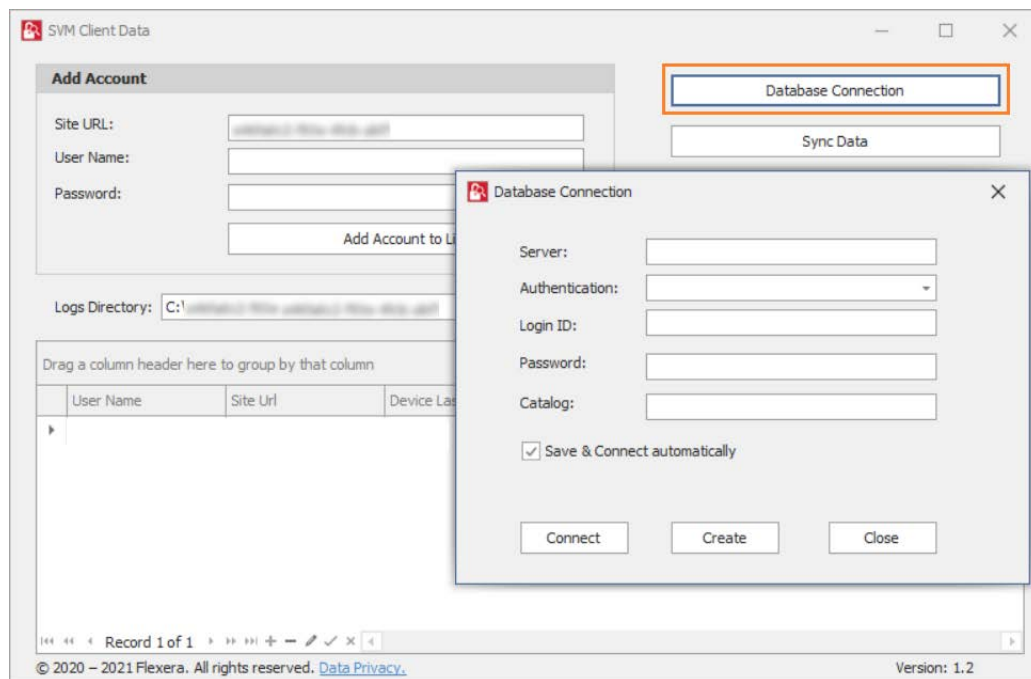 SVM Client Data
Add Account
Database Connection
Site URL:
Sync Data
User Name:
Password:
Add Account to Li
Logs Directory: C:\
Drag a column header here to group by that column
User Name Site Url Device Las
Database Connection
Server:
Authentication:
Login ID:
Password:
Catalog:
Save & Connect automatically
Connect Create Close
Record 1 of 1
© 2020 – 2021 Flexera. All rights reserved. Data Privacy.
Version: 1.2